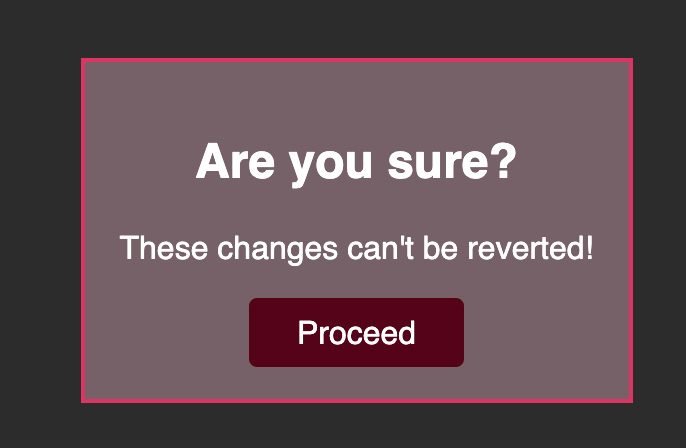 Are you sure?
These changes can't be reverted!
Proceed